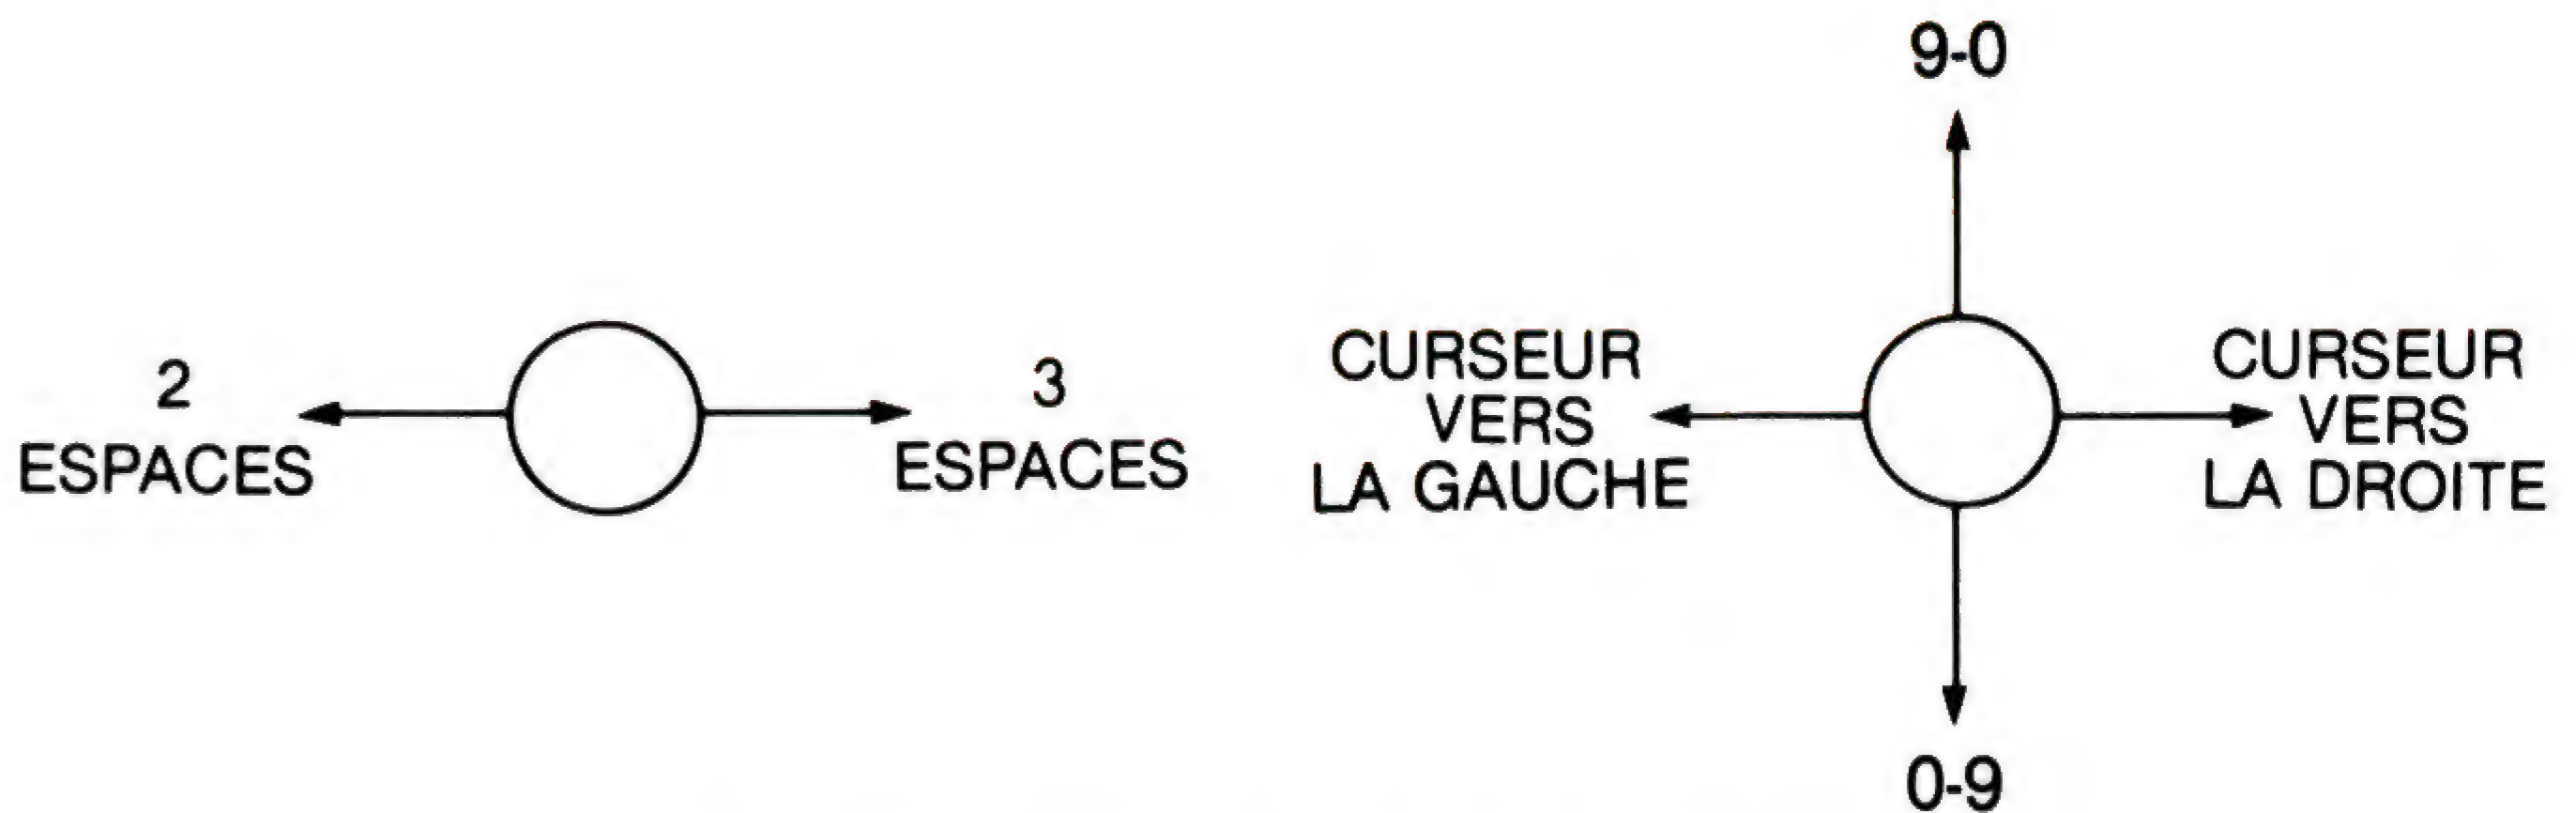 2
ESPACES
3
ESPACES
9-0
CURSEUR
VERS
LA GAUCHE
CURSEUR
VERS
LA DROITE
0-9